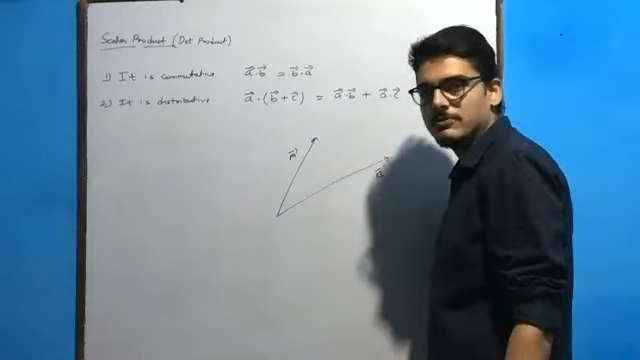 Scalar Product (Dot Product)
1) It is commutative a⃗·b⃗ = b⃗·a⃗
2) It is distributive a⃗·(b⃗+c⃗) = a⃗·b⃗ + a⃗·c⃗
a⃗
a⃗